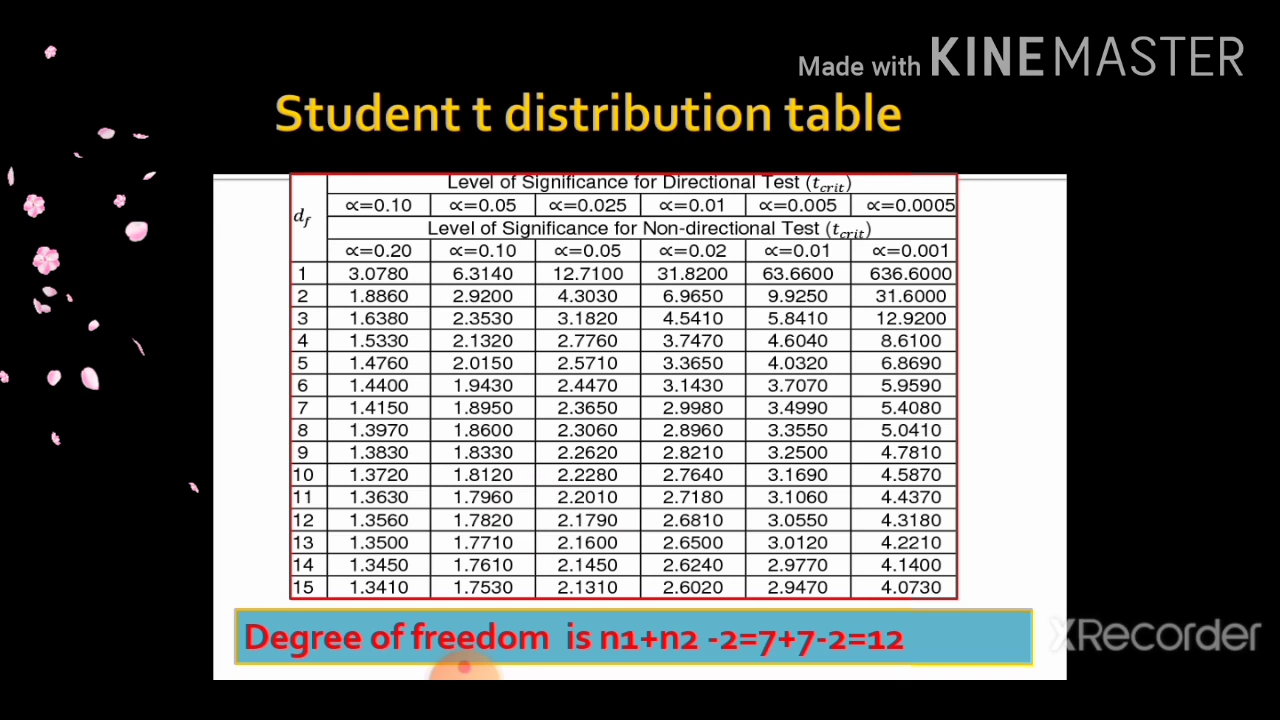 Made with KINEMASTER
Student t distribution table
Level of Significance for Directional Test (t_crit)
d_f ∝=0.10 ∝=0.05 ∝=0.025 ∝=0.01 ∝=0.005 ∝=0.0005
Level of Significance for Non-directional Test (t_crit)
∝=0.20 ∝=0.10 ∝=0.05 ∝=0.02 ∝=0.01 ∝=0.001
1 3.0780 6.3140 12.7100 31.8200 63.6600 636.6000
2 1.8860 2.9200 4.3030 6.9650 9.9250 31.6000
3 1.6380 2.3530 3.1820 4.5410 5.8410 12.9200
4 1.5330 2.1320 2.7760 3.7470 4.6040 8.6100
5 1.4760 2.0150 2.5710 3.3650 4.0320 6.8690
6 1.4400 1.9430 2.4470 3.1430 3.7070 5.9590
7 1.4150 1.8950 2.3650 2.9980 3.4990 5.4080
8 1.3970 1.8600 2.3060 2.8960 3.3550 5.0410
9 1.3830 1.8330 2.2620 2.8210 3.2500 4.7810
10 1.3720 1.8120 2.2280 2.7640 3.1690 4.5870
11 1.3630 1.7960 2.2010 2.7180 3.1060 4.4370
12 1.3560 1.7820 2.1790 2.6810 3.0550 4.3180
13 1.3500 1.7710 2.1600 2.6500 3.0120 4.2210
14 1.3450 1.7610 2.1450 2.6240 2.9770 4.1400
15 1.3410 1.7530 2.1310 2.6020 2.9470 4.0730
Degree of freedom is n1+n2 -2=7+7-2=12
XRecorder